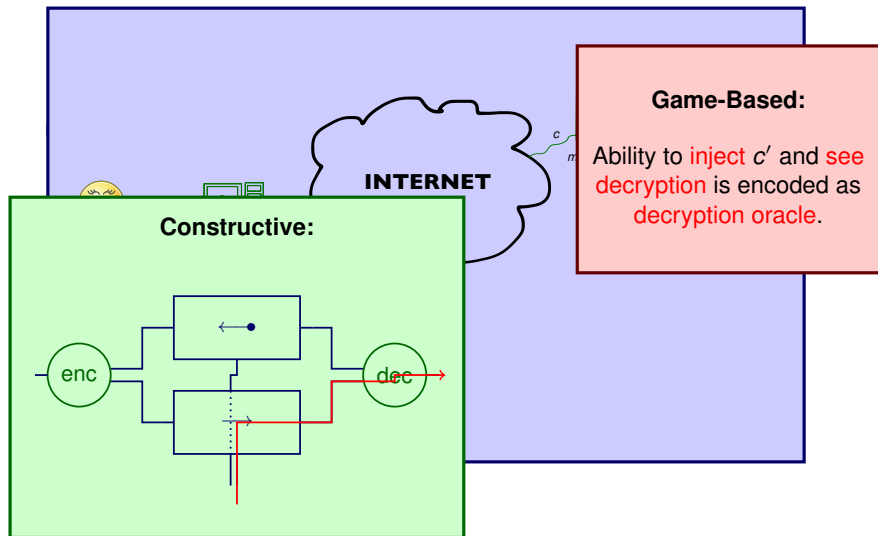 Game-Based:
Ability to inject c′ and see
decryption is encoded as
decryption oracle.
c
m
INTERNET
Constructive:
enc
dec